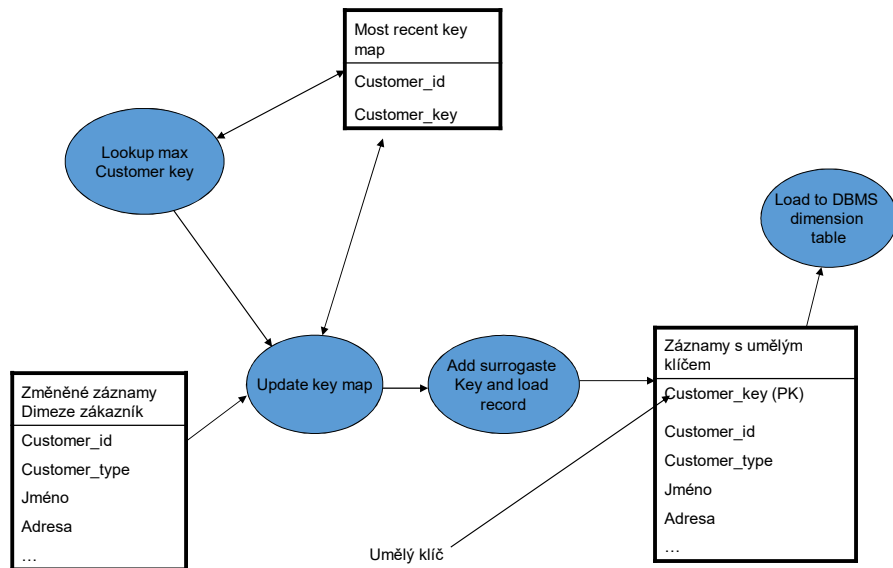 Most recent key
map
Customer_id
Customer_key
Lookup max
Customer key
Load to DBMS
dimension
table
Update key map
Add surrogaste
Key and load
record
Záznamy s umělým
klíčem
Customer_key (PK)
Customer_id
Customer_type
Jméno
Adresa
…
Změněné záznamy
Dimeze zákazník
Customer_id
Customer_type
Jméno
Adresa
…
Umělý klíč